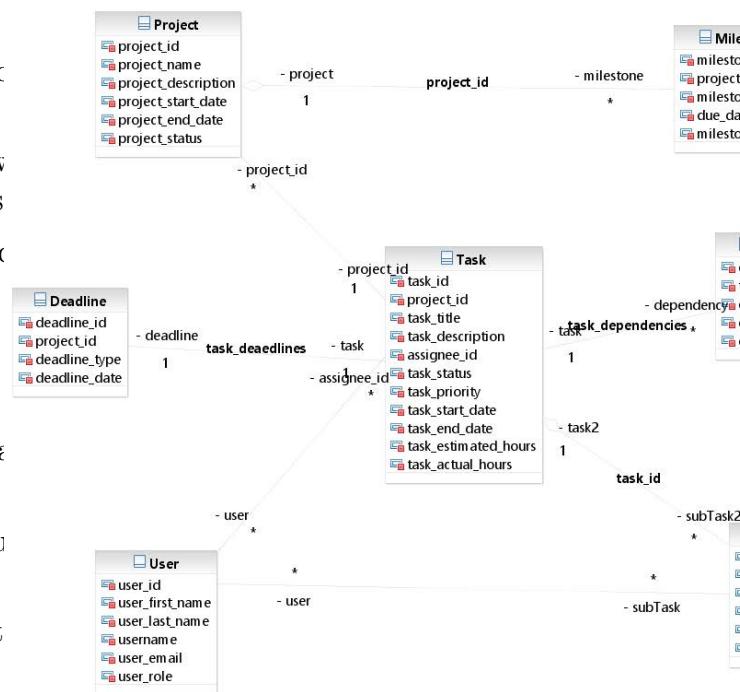 Project
project_id
project_name
project_description
project_start_date
project_end_date
project_status
- project
1
project_id
- milestone
*
due_da
- project_id
*
- project_id
1
Task
task_id
project_id
task_title
task_description
assignee_id
task_status
task_priority
task_start_date
task_end_date
task_estimated_hours
task_actual_hours
Deadline
deadline_id
project_id
deadline_type
deadline_date
- deadline
1
task_deaedlines
- task
1
- assignee_id
*
- dependency
*
task_dependencies
- task
1
- task2
1
task_id
- subTask2
*
- user
*
User
user_id
user_first_name
user_last_name
username
user_email
user_role
*
- user
*
- subTask